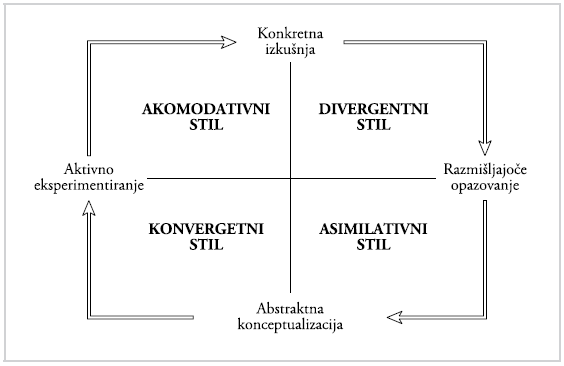 Konkretna
izkušnja
AKOMODATIVNI
STIL
DIVERGENTNI
STIL
Aktivno
eksperimentiranje
Razmišljajoče
opazovanje
KONVERGETNI
STIL
ASIMILATIVNI
STIL
Abstraktna
konceptualizacija